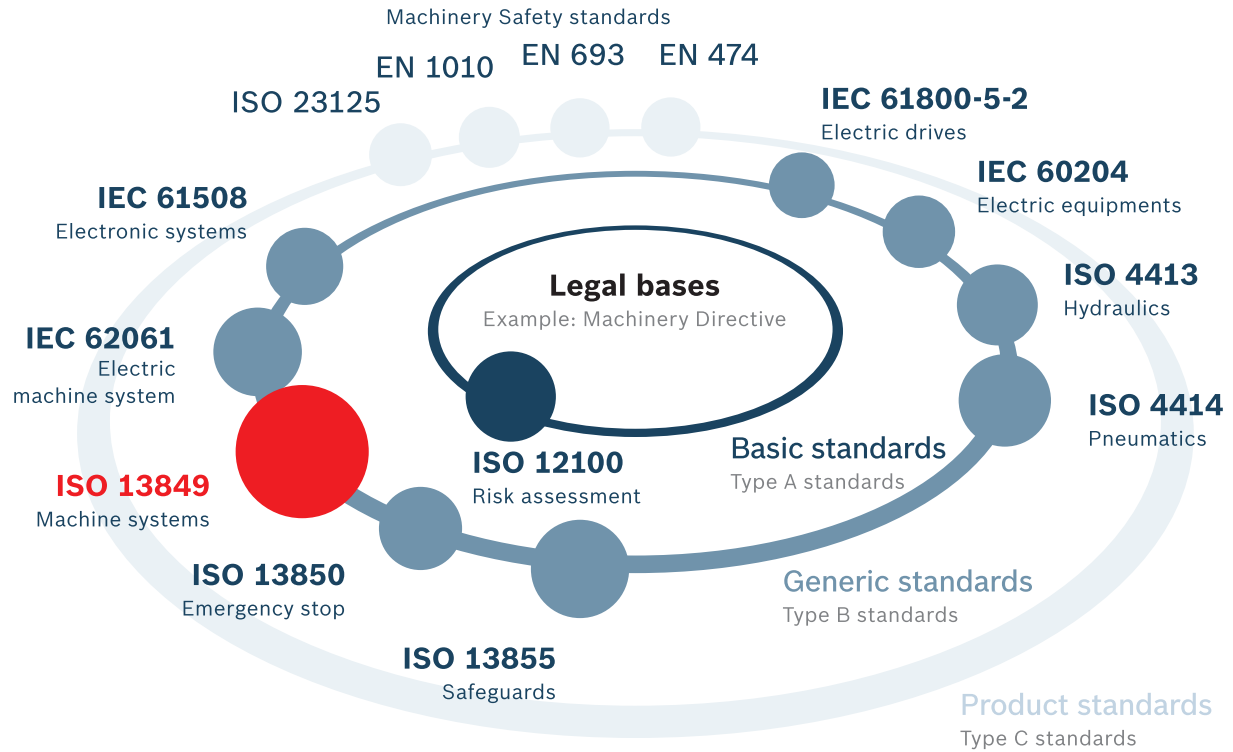 Machinery Safety standards
EN 693
EN 474
EN 1010
ISO 23125
IEC 61800-5-2
Electric drives
IEC 60204
Electric equipments
IEC 61508
Electronic systems
ISO 4413
Hydraulics
Legal bases
Example: Machinery Directive
IEC 62061
Electric
machine system
ISO 4414
Pneumatics
Basic standards
Type A standards
ISO 12100
Risk assessment
ISO 13849
Machine systems
ISO 13850
Emergency stop
Generic standards
Type B standards
ISO 13855
Safeguards
Product standards
Type C standards